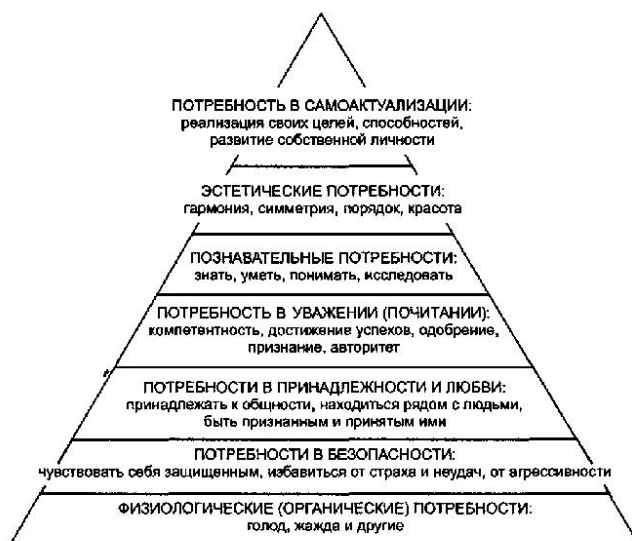 ПОТРЕБНОСТЬ В САМОАКТУАЛИЗАЦИИ:
реализация своих целей, способностей,
развитие собственной личности
ЭСТЕТИЧЕСКИЕ ПОТРЕБНОСТИ:
гармония, симметрия, порядок, красота
ПОЗНАВАТЕЛЬНЫЕ ПОТРЕБНОСТИ:
знать, уметь, понимать, исследовать
ПОТРЕБНОСТЬ В УВАЖЕНИИ (ПОЧИТАНИИ):
компетентность, достижение успехов, одобрение,
признание, авторитет
ПОТРЕБНОСТИ В ПРИНАДЛЕЖНОСТИ И ЛЮБВИ:
принадлежать к общности, находиться рядом с людьми,
быть признанным и принятым ими
ПОТРЕБНОСТИ В БЕЗОПАСНОСТИ:
чувствовать себя защищенным, избавиться от страха и неудач, от агрессивности
ФИЗИОЛОГИЧЕСКИЕ (ОРГАНИЧЕСКИЕ) ПОТРЕБНОСТИ:
голод, жажда и другие